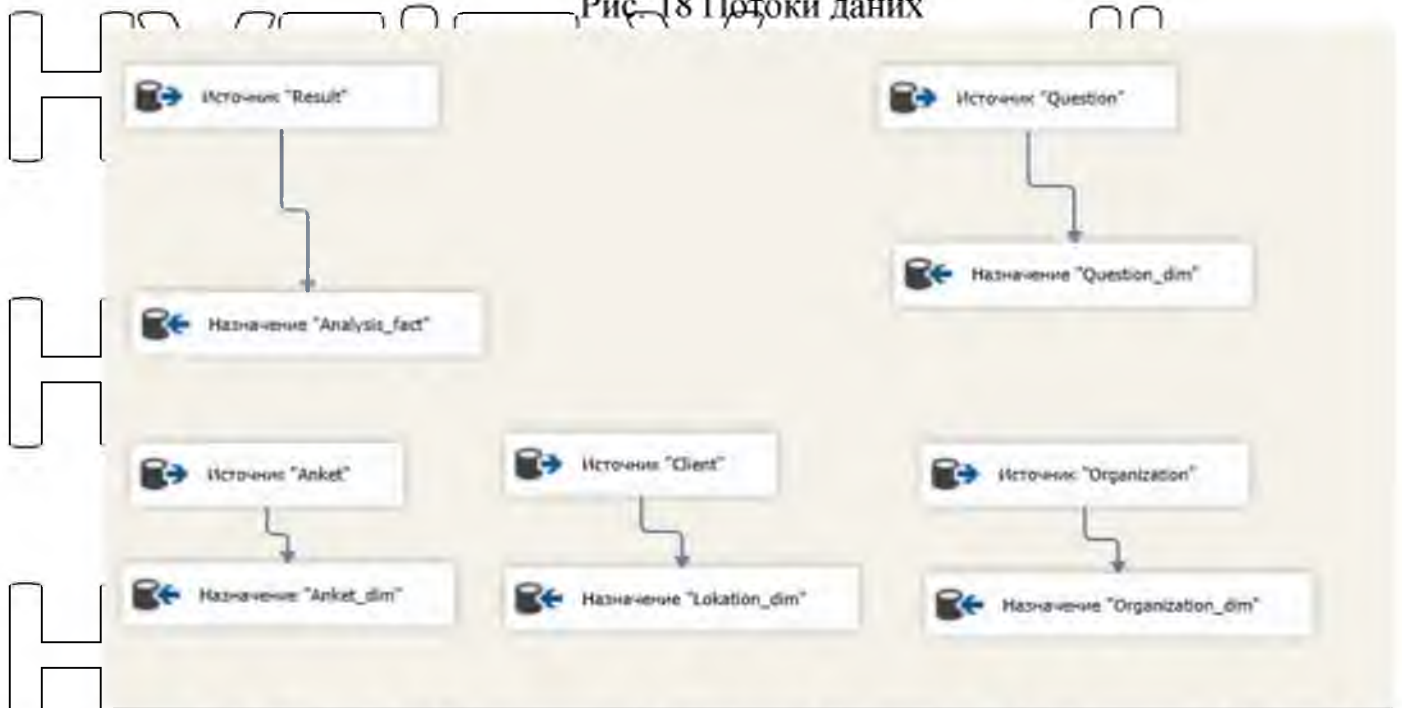 Рис. 18 Потоки даних
Источник "Result"
Источник "Question"
Назначение "Question_dim"
Назначение "Analysis_fact"
Источник "Anket"
Источник "Client"
Источник "Organization"
Назначение "Anket_dim"
Назначение "Lokation_dim"
Назначение "Organization_dim"